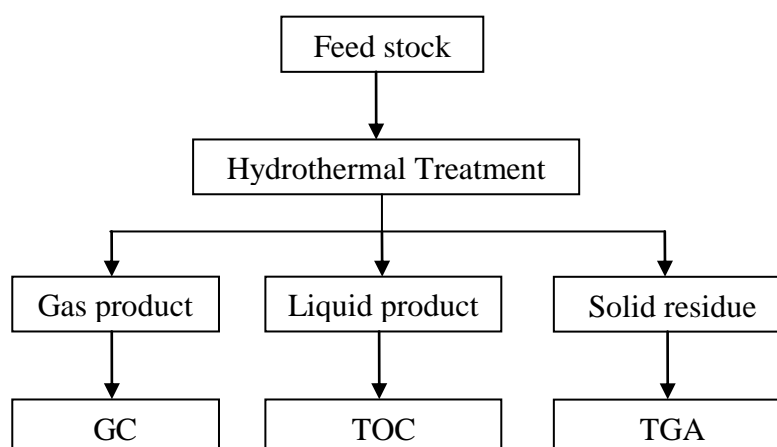 Feed stock
Hydrothermal Treatment
Gas product
Liquid product
Solid residue
GC
TOC
TGA